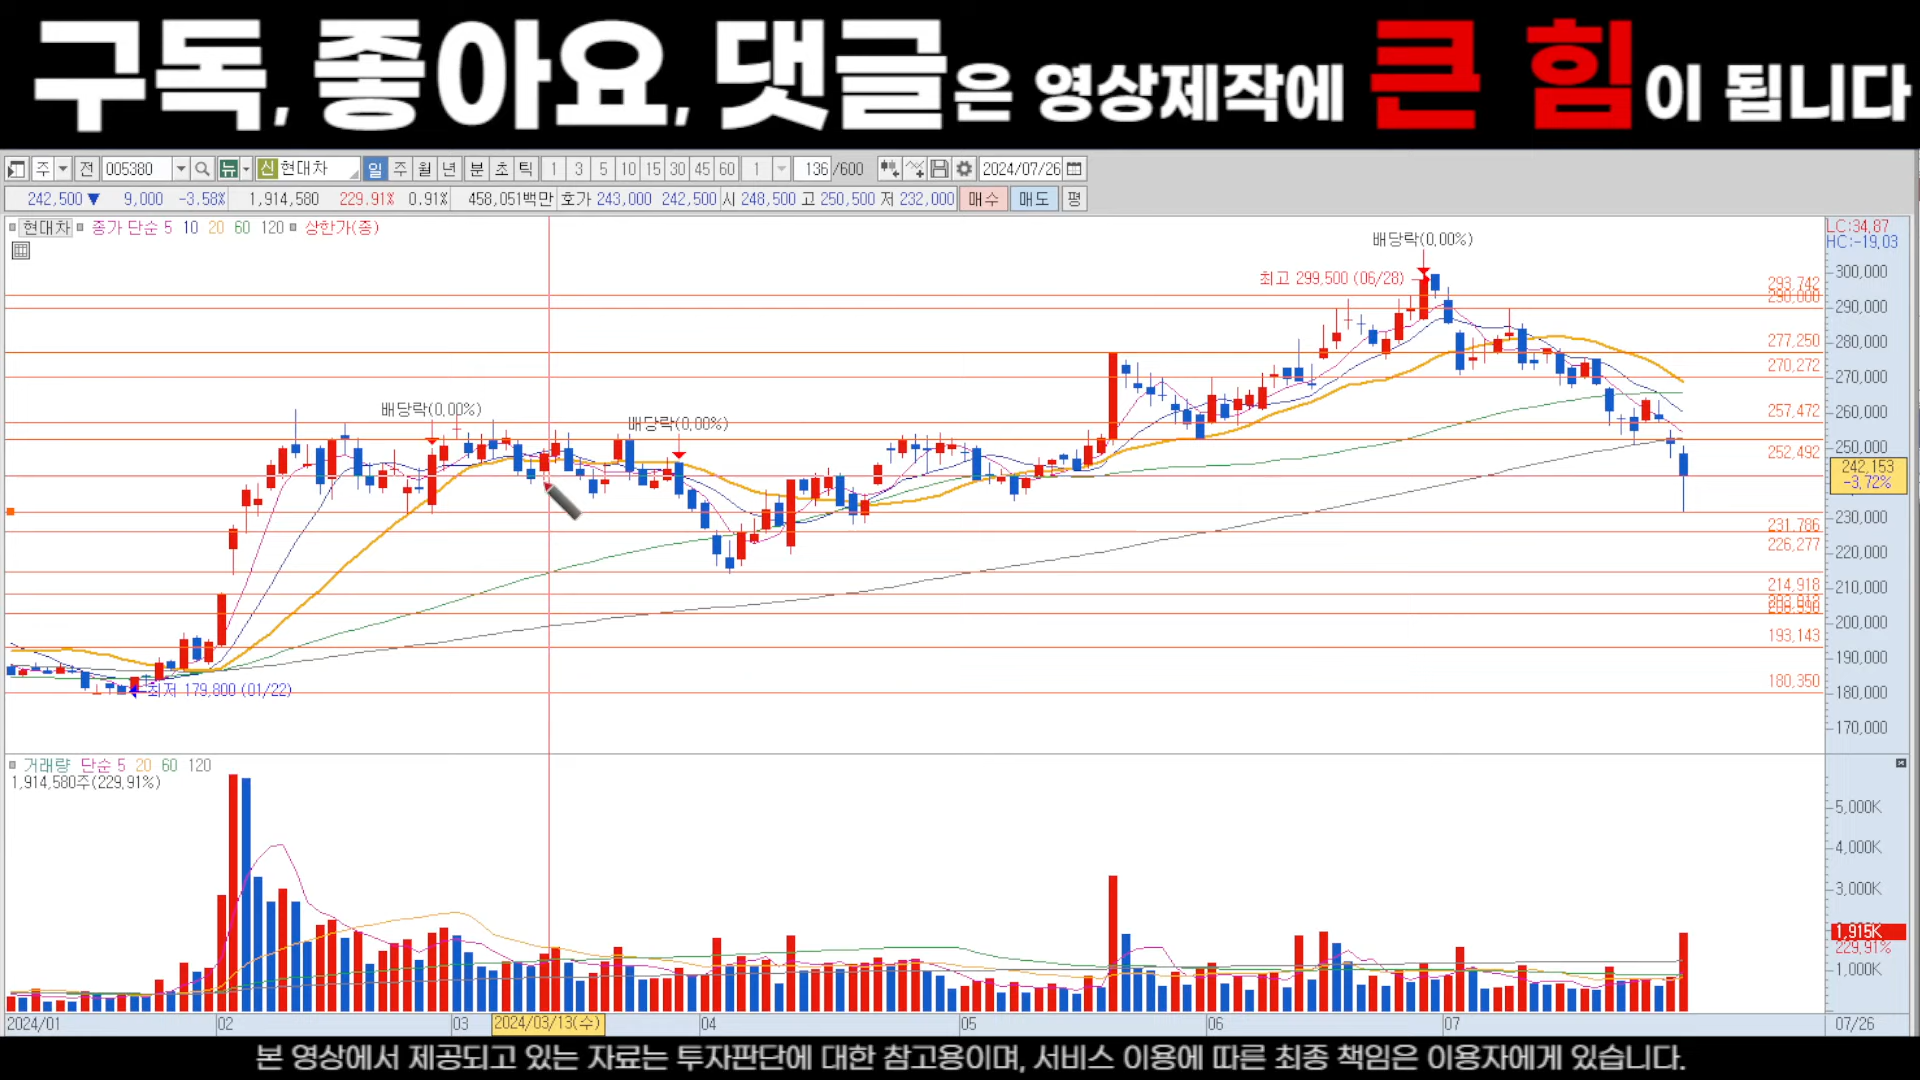 구독, 좋아요, 댓글은 영상제작에 큰 힘이 됩니다
주 전 005380 뉴 신 현대차 일 주 월 년 분 초 틱 1 3 5 10 15 30 45 60 1 136 /600 2024/07/26
242,500 ▼ 9,000 -3.58% 1,914,580 229.91% 0.91% 458,051백만 호가 243,000 242,500 시 248,500 고 250,500 저 232,000 매수 매도 평
현대차 종가 단순 5 10 20 60 120 상한가(종)
LC:34.87
HC:-19.03
배당락(0.00%)
최고 299,500 (06/28)
배당락(0.00%)
배당락(0.00%)
최저 179,800 (01/22)
293,742
290,000
277,250
270,272
257,472
252,492
231,786
226,277
214,918
193,143
180,350
300,000
290,000
280,000
270,000
260,000
250,000
242,153
-3.72%
230,000
220,000
210,000
200,000
190,000
180,000
170,000
거래량 단순 5 20 60 120
1,914,580주(229.91%)
5,000K
4,000K
3,000K
1,915K
229.91%
1,000K
2024/01 02 03 2024/03/13(수) 04 05 06 07 07/26
본 영상에서 제공되고 있는 자료는 투자판단에 대한 참고용이며, 서비스 이용에 따른 최종 책임은 이용자에게 있습니다.